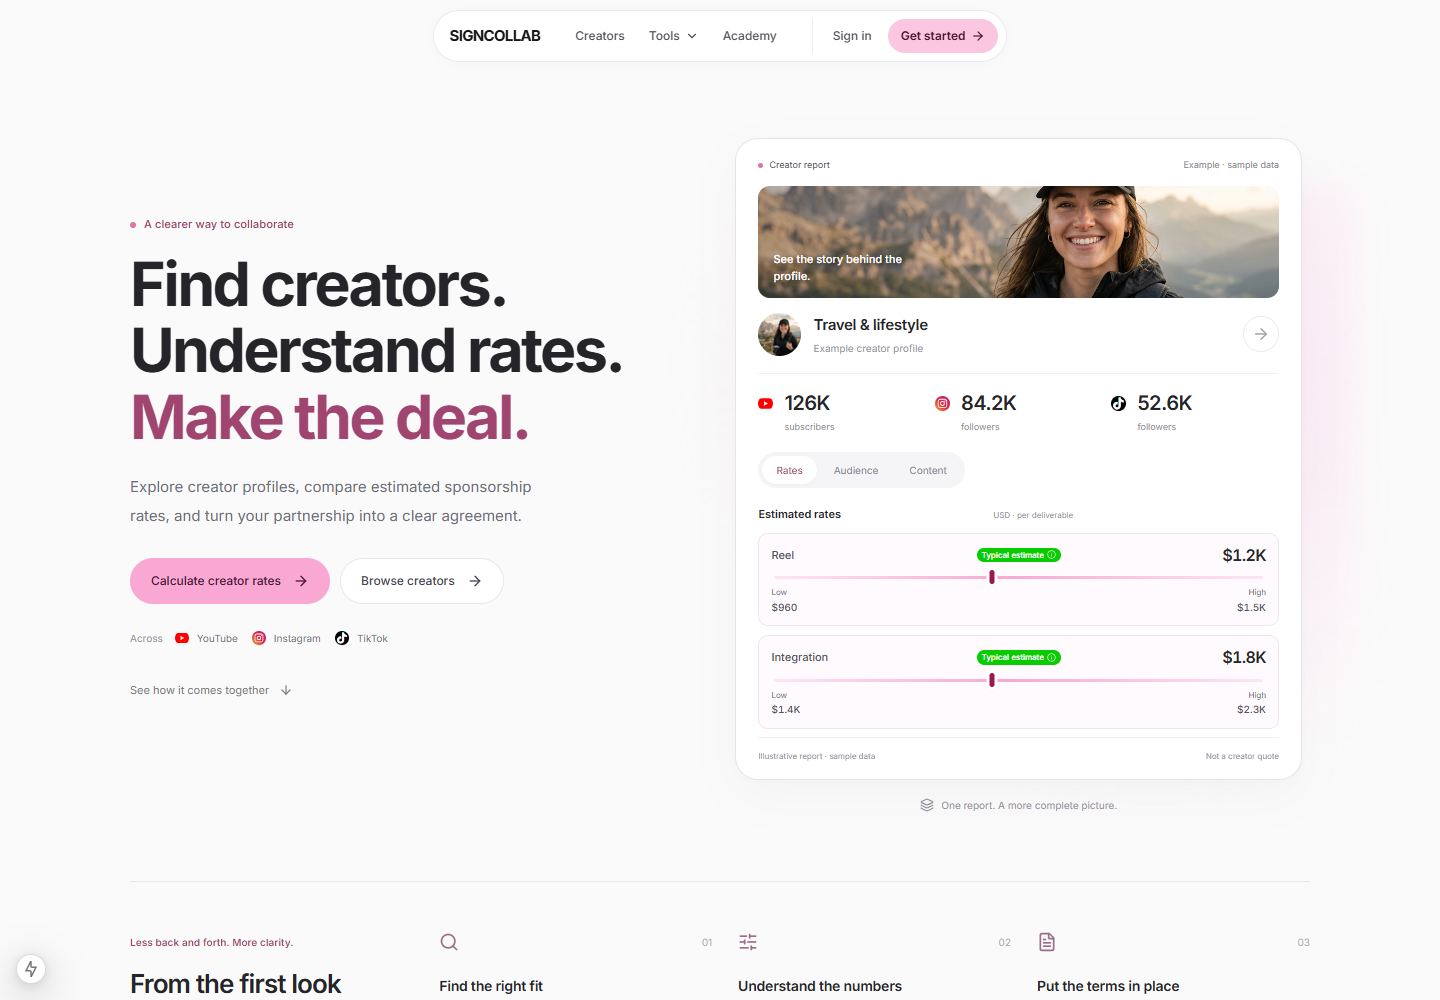 SIGNCOLLAB
Creators
Tools
Academy
Sign in
Get started
A clearer way to collaborate
Find creators.
Understand rates.
Make the deal.
Explore creator profiles, compare estimated sponsorship
rates, and turn your partnership into a clear agreement.
Calculate creator rates
Browse creators
Across
YouTube
Instagram
TikTok
See how it comes together
Creator report
Example · sample data
See the story behind the
profile.
Travel & lifestyle
Example creator profile
126K
subscribers
84.2K
followers
52.6K
followers
Rates
Audience
Content
Estimated rates
USD · per deliverable
Reel
Typical estimate
$1.2K
Low
High
$960
$1.5K
Integration
Typical estimate
$1.8K
Low
High
$1.4K
$2.3K
Illustrative report · sample data
Not a creator quote
One report. A more complete picture.
Less back and forth. More clarity.
From the first look
01
Find the right fit
02
Understand the numbers
03
Put the terms in place